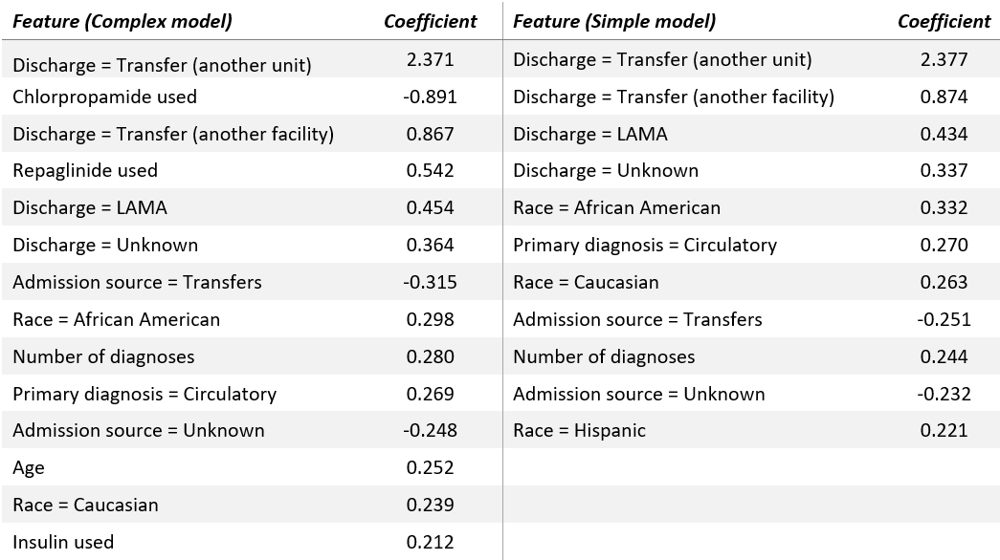 Feature (Complex model) Coefficient Feature (Simple model) Coefficient
Discharge = Transfer (another unit) 2.371 Discharge = Transfer (another unit) 2.377
Chlorpropamide used -0.891 Discharge = Transfer (another facility) 0.874
Discharge = Transfer (another facility) 0.867 Discharge = LAMA 0.434
Repaglinide used 0.542 Discharge = Unknown 0.337
Discharge = LAMA 0.454 Race = African American 0.332
Discharge = Unknown 0.364 Primary diagnosis = Circulatory 0.270
Admission source = Transfers -0.315 Race = Caucasian 0.263
Race = African American 0.298 Admission source = Transfers -0.251
Number of diagnoses 0.280 Number of diagnoses 0.244
Primary diagnosis = Circulatory 0.269 Admission source = Unknown -0.232
Admission source = Unknown -0.248 Race = Hispanic 0.221
Age 0.252
Race = Caucasian 0.239
Insulin used 0.212